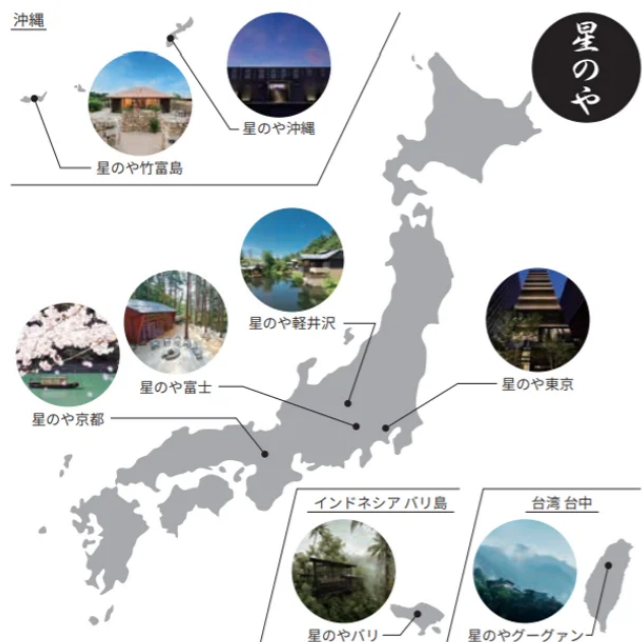 沖縄
星のや
星のや沖縄
星のや竹富島
星のや軽井沢
星のや富士
星のや東京
星のや京都
インドネシア バリ島
台湾 台中
星のやバリ
星のやグーグァン